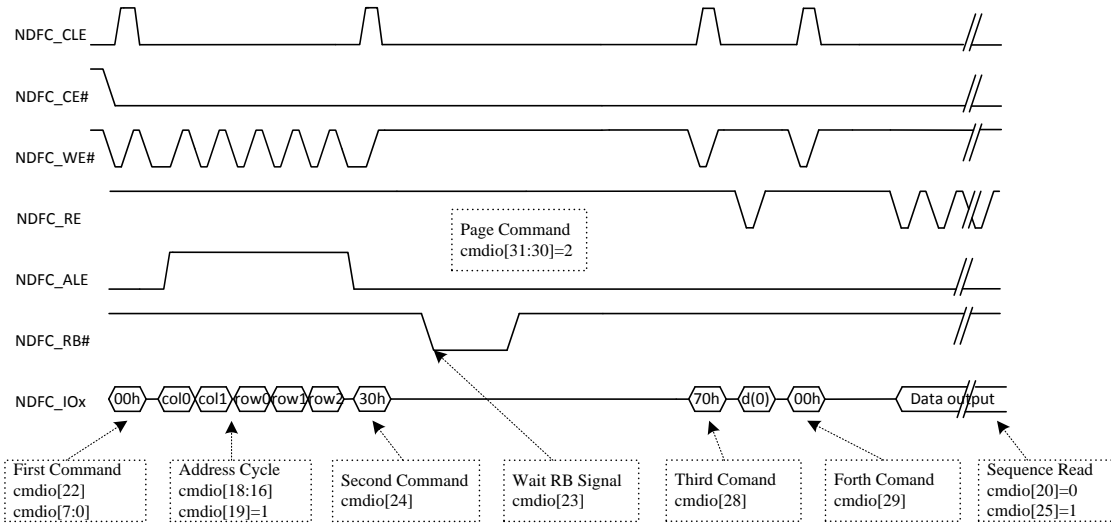 NDFC_CLE
NDFC_CE#
NDFC_WE#
NDFC_RE
Page Command
cmdio[31:30]=2
NDFC_ALE
NDFC_RB#
NDFC_IOx
00h col0 col1 row0 row1 row2 30h 70h d(0) 00h Data output
First Command
cmdio[22]
cmdio[7:0]
Address Cycle
cmdio[18:16]
cmdio[19]=1
Second Command
cmdio[24]
Wait RB Signal
cmdio[23]
Third Comand
cmdio[28]
Forth Comand
cmdio[29]
Sequence Read
cmdio[20]=0
cmdio[25]=1